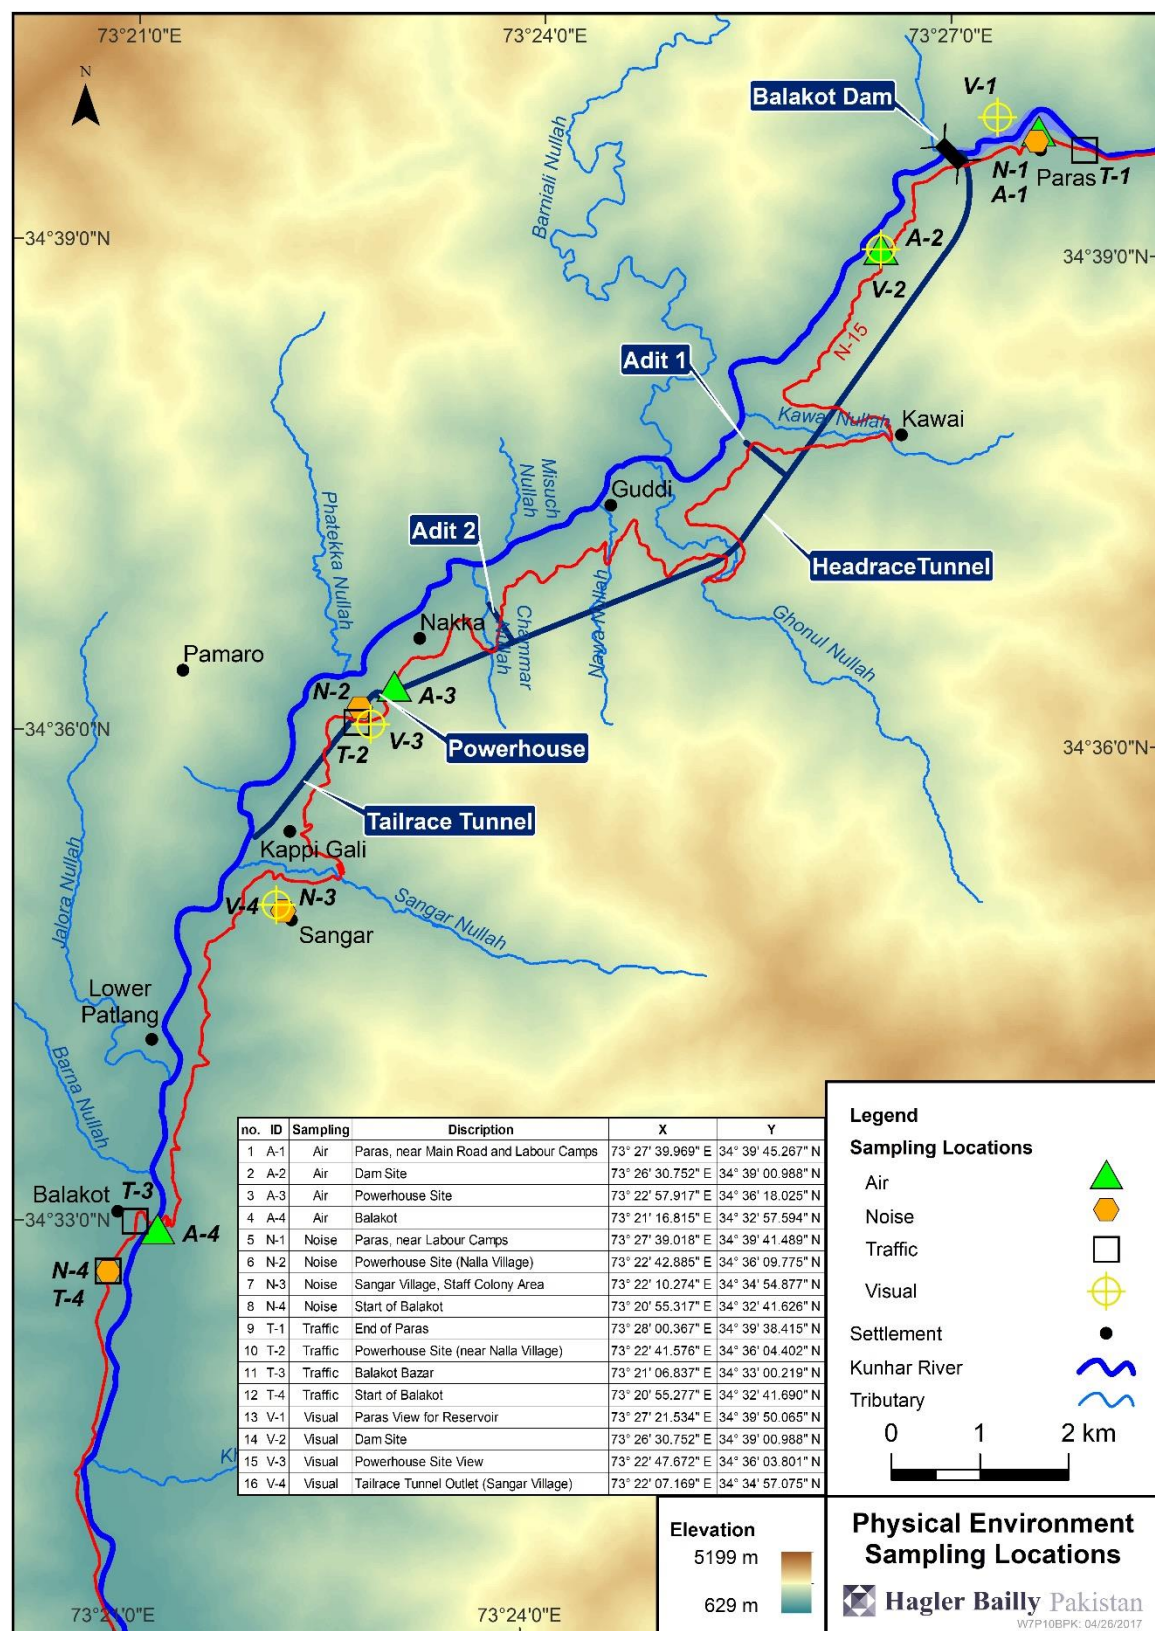 73°21'0"E
73°24'0"E
73°27'0"E
N
Balakot Dam
V-1
N-1
A-1
Paras
T-1
Barniali Nullah
34°39'0"N
34°39'0"N
A-2
V-2
N-15
Adit 1
Kawai Nullah
Kawai
Misuch
Nullah
Guddi
Phatekka Nullah
Adit 2
HeadraceTunnel
Nakka
Chammar
Nullah
Nawa Nullah
Ghonul Nullah
Pamaro
N-2
A-3
34°36'0"N
34°36'0"N
T-2
V-3
Powerhouse
Tailrace Tunnel
Kappi Gali
Jalora Nullah
V-4
N-3
Sangar
Sangar Nullah
Lower
Patlang
Barna Nullah
Balakot
T-3
34°33'0"N
A-4
N-4
T-4
no. ID Sampling Discription X Y
1 A-1 Air Paras, near Main Road and Labour Camps 73° 27' 39.969" E 34° 39' 45.267" N
2 A-2 Air Dam Site 73° 26' 30.752" E 34° 39' 00.988" N
3 A-3 Air Powerhouse Site 73° 22' 57.917" E 34° 36' 18.025" N
4 A-4 Air Balakot 73° 21' 16.815" E 34° 32' 57.594" N
5 N-1 Noise Paras, near Labour Camps 73° 27' 39.018" E 34° 39' 41.489" N
6 N-2 Noise Powerhouse Site (Nalla Village) 73° 22' 42.885" E 34° 36' 09.775" N
7 N-3 Noise Sangar Village, Staff Colony Area 73° 22' 10.274" E 34° 34' 54.877" N
8 N-4 Noise Start of Balakot 73° 20' 55.317" E 34° 32' 41.626" N
9 T-1 Traffic End of Paras 73° 28' 00.367" E 34° 39' 38.415" N
10 T-2 Traffic Powerhouse Site (near Nalla Village) 73° 22' 41.576" E 34° 36' 04.402" N
11 T-3 Traffic Balakot Bazar 73° 21' 06.837" E 34° 33' 00.219" N
12 T-4 Traffic Start of Balakot 73° 20' 55.277" E 34° 32' 41.690" N
13 V-1 Visual Paras View for Reservoir 73° 27' 21.534" E 34° 39' 50.065" N
14 V-2 Visual Dam Site 73° 26' 30.752" E 34° 39' 00.988" N
15 V-3 Visual Powerhouse Site View 73° 22' 47.672" E 34° 36' 03.801" N
16 V-4 Visual Tailrace Tunnel Outlet (Sangar Village) 73° 22' 07.169" E 34° 34' 57.075" N
Kh
Legend
Sampling Locations
Air
Noise
Traffic
Visual
Settlement
Kunhar River
Tributary
0 1 2 km
Elevation
5199 m
629 m
Physical Environment
Sampling Locations
Hagler Bailly Pakistan
W7P10BPK: 04/26/2017
73°21'0"E
73°24'0"E